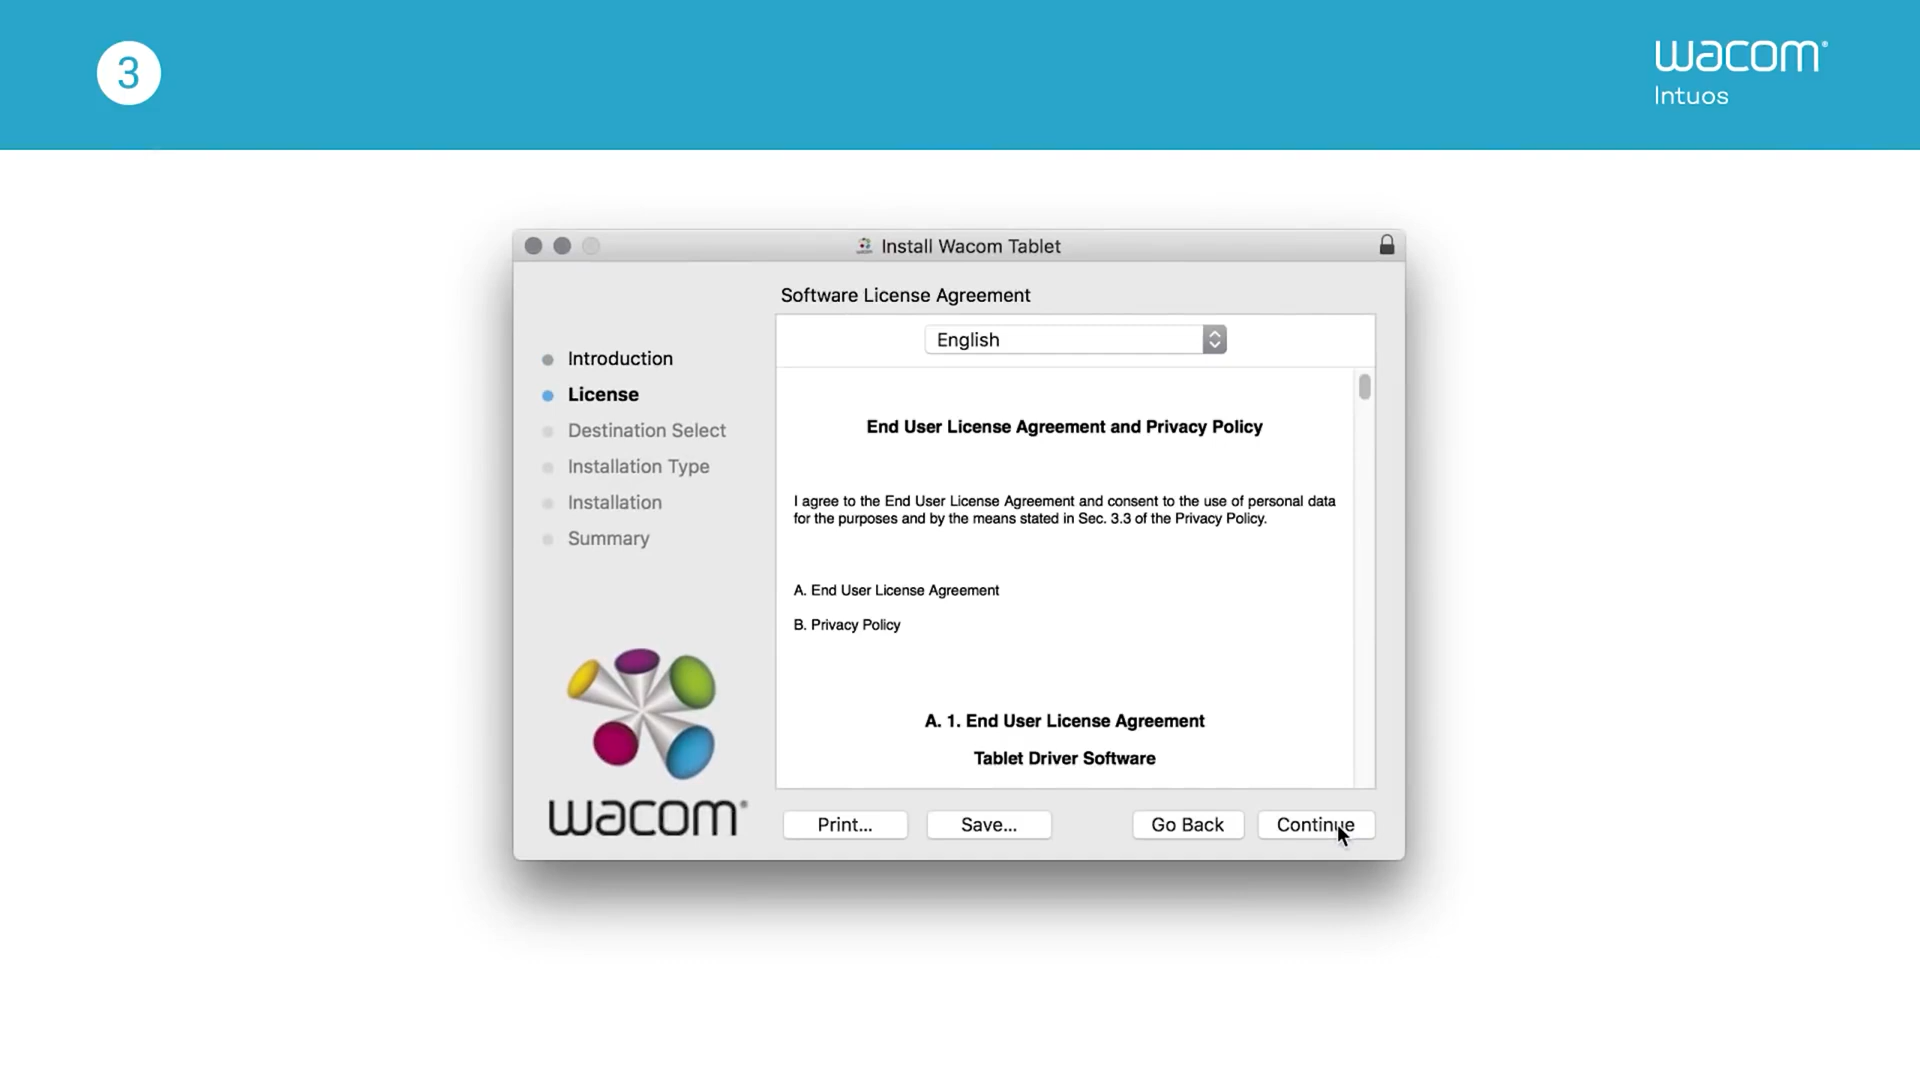 3
wacom®
Intuos
Install Wacom Tablet
Software License Agreement
English
Introduction
License
Destination Select
Installation Type
Installation
Summary
End User License Agreement and Privacy Policy
I agree to the End User License Agreement and consent to the use of personal data
for the purposes and by the means stated in Sec. 3.3 of the Privacy Policy.
A. End User License Agreement
B. Privacy Policy
A. 1. End User License Agreement
Tablet Driver Software
wacom®
Print...
Save...
Go Back
Continue